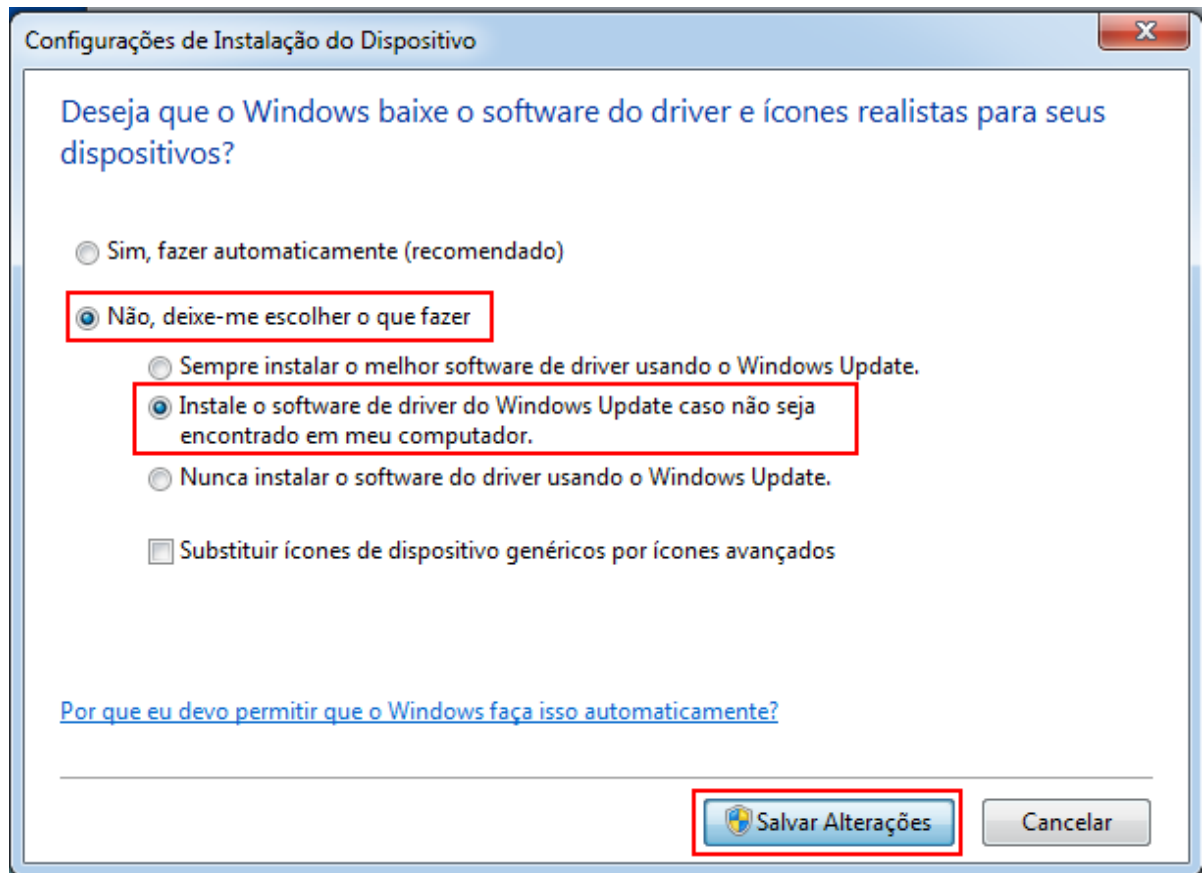 Configurações de Instalação do Dispositivo
Deseja que o Windows baixe o software do driver e ícones realistas para seus
dispositivos?
Sim, fazer automaticamente (recomendado)
Não, deixe-me escolher o que fazer
Sempre instalar o melhor software de driver usando o Windows Update.
Instale o software de driver do Windows Update caso não seja
encontrado em meu computador.
Nunca instalar o software do driver usando o Windows Update.
Substituir ícones de dispositivo genéricos por ícones avançados
Por que eu devo permitir que o Windows faça isso automaticamente?
Salvar Alterações
Cancelar